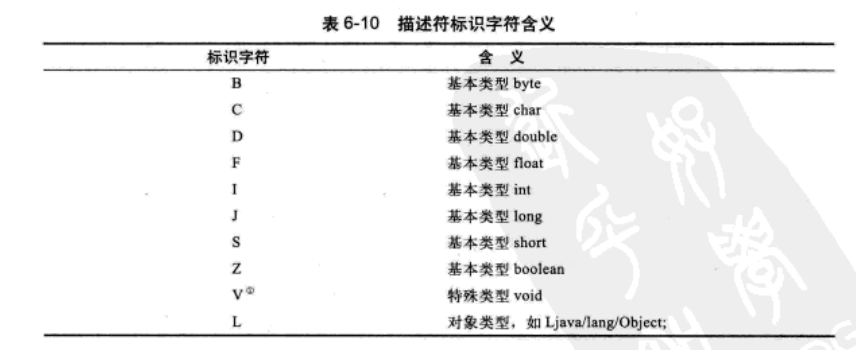 表 6-10 描述符标识字符含义
标识字符 含 义
B 基本类型 byte
C 基本类型 char
D 基本类型 double
F 基本类型 float
I 基本类型 int
J 基本类型 long
S 基本类型 short
Z 基本类型 boolean
V① 特殊类型 void
L 对象类型，如 Ljava/lang/Object;